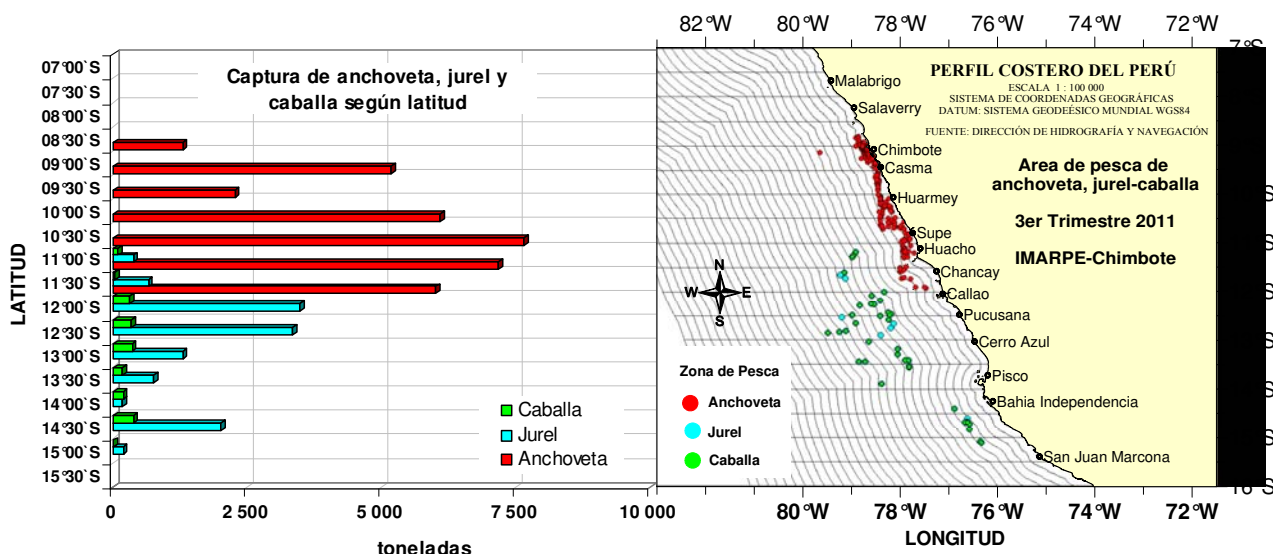 Captura de anchoveta, jurel y
caballa según latitud
LATITUD
07°00`S
07°30`S
08°00`S
08°30`S
09°00`S
09°30`S
10°00`S
10°30`S
11°00`S
11°30`S
12°00`S
12°30`S
13°00`S
13°30`S
14°00`S
14°30`S
15°00`S
15°30`S
Caballa
Jurel
Anchoveta
0
2 500
5 000
7 500
10 000
toneladas
82°W
80°W
78°W
76°W
74°W
72°W
PERFIL COSTERO DEL PERÚ
ESCALA 1 : 100 000
SISTEMA DE COORDENADAS GEOGRÁFICAS
DATUM: SISTEMA GEODEÉSICO MUNDIAL WGS84
FUENTE: DIRECCIÓN DE HIDROGRAFÍA Y NAVEGACIÓN
Area de pesca de
anchoveta, jurel-caballa
3er Trimestre 2011
IMARPE-Chimbote
Malabrigo
Salaverry
Chimbote
Casma
Huarmey
Supe
Huacho
Chancay
Callao
Pucusana
Cerro Azul
Pisco
Bahia Independencia
San Juan Marcona
N
W
E
S
Zona de Pesca
Anchoveta
Jurel
Caballa
80°W
78°W
76°W
74°W
72°W
LONGITUD